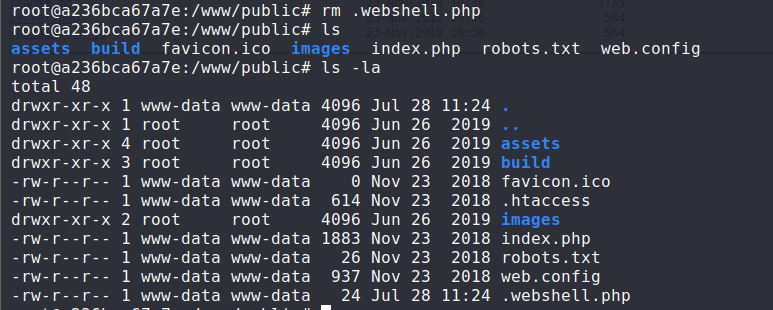 root@a236bca67a7e:/www/public# rm .webshell.php
root@a236bca67a7e:/www/public# ls
assets  build  favicon.ico  images  index.php  robots.txt  web.config
root@a236bca67a7e:/www/public# ls -la
total 48
drwxr-xr-x 1 www-data www-data 4096 Jul 28 11:24 .
drwxr-xr-x 1 root     root     4096 Jun 26  2019 ..
drwxr-xr-x 4 root     root     4096 Jun 26  2019 assets
drwxr-xr-x 3 root     root     4096 Jun 26  2019 build
-rw-r--r-- 1 www-data www-data    0 Nov 23  2018 favicon.ico
-rw-r--r-- 1 www-data www-data  614 Nov 23  2018 .htaccess
drwxr-xr-x 2 root     root     4096 Jun 26  2019 images
-rw-r--r-- 1 www-data www-data 1883 Nov 23  2018 index.php
-rw-r--r-- 1 www-data www-data   26 Nov 23  2018 robots.txt
-rw-r--r-- 1 www-data www-data  937 Nov 23  2018 web.config
-rw-r--r-- 1 www-data www-data   24 Jul 28 11:24 .webshell.php